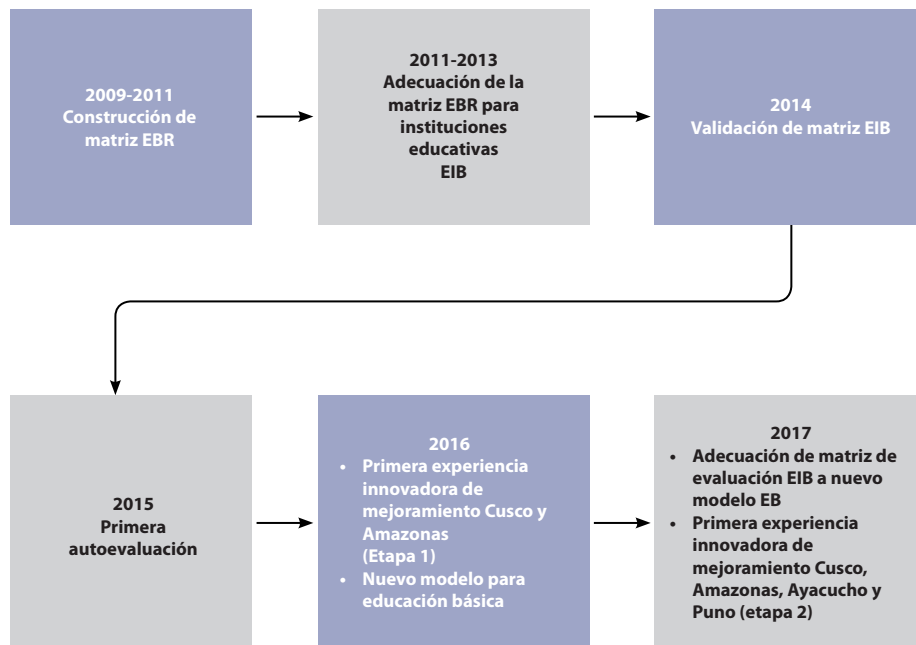 2009-2011
Construcción de
matriz EBR
2011-2013
Adecuación de la
matriz EBR para
instituciones
educativas
EIB
2014
Validación de matriz EIB
2015
Primera
autoevaluación
2016
• Primera experiencia
innovadora de
mejoramiento Cusco y
Amazonas
(Etapa 1)
• Nuevo modelo para
educación básica
2017
• Adecuación de matriz de
evaluación EIB a nuevo
modelo EB
• Primera experiencia
innovadora de
mejoramiento Cusco,
Amazonas, Ayacucho y
Puno (etapa 2)